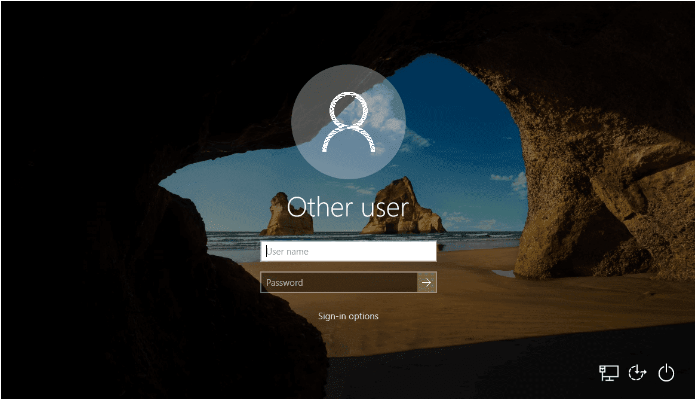 Other user
User name
Password
Sign-in options